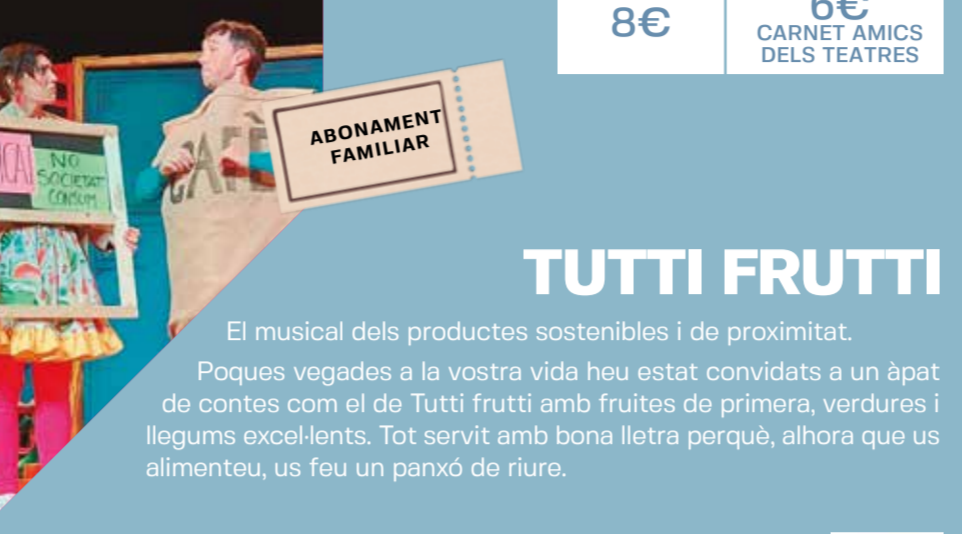 8€
6€
CARNET AMICS
DELS TEATRES
ABONAMENT
FAMILIAR
NO
SOCIETAT
CONSUM
CAFÈ
TUTTI FRUTTI
El musical dels productes sostenibles i de proximitat.
Poques vegades a la vostra vida heu estat convidats a un àpat
de contes com el de Tutti frutti amb fruites de primera, verdures i
llegums excel·lents. Tot servit amb bona lletra perquè, alhora que us
alimenteu, us feu un panxó de riure.